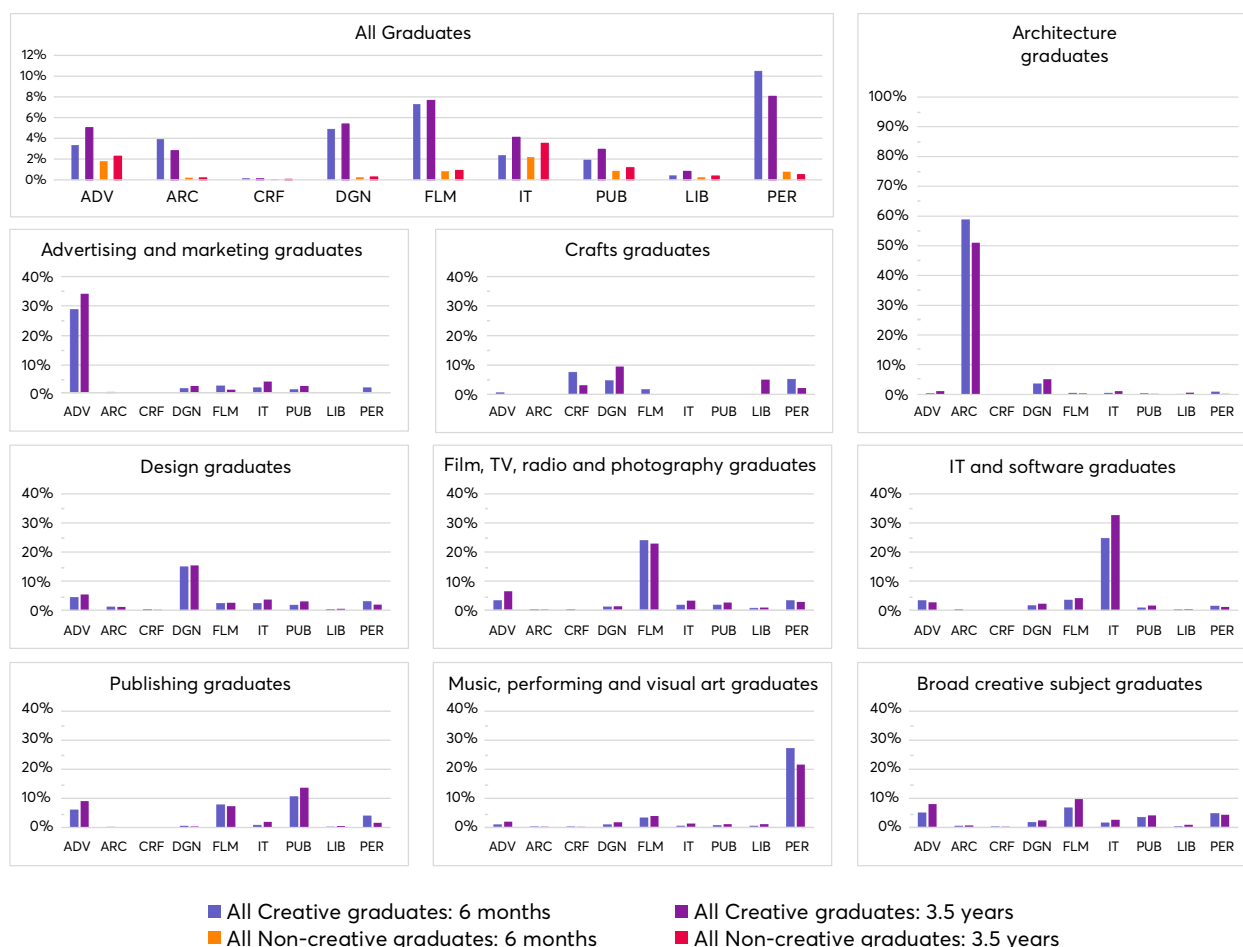 All Graduates
12%
10%
8%
6%
4%
2%
0%
ADV ARC CRF DGN FLM IT PUB LIB PER
Architecture
graduates
100%
90%
80%
70%
60%
50%
40%
30%
20%
10%
0%
ADV ARC CRF DGN FLM IT PUB LIB PER
Advertising and marketing graduates
40%
30%
20%
10%
0%
ADV ARC CRF DGN FLM IT PUB LIB PER
Crafts graduates
40%
30%
20%
10%
0%
ADV ARC CRF DGN FLM IT PUB LIB PER
Design graduates
40%
30%
20%
10%
0%
ADV ARC CRF DGN FLM IT PUB LIB PER
Film, TV, radio and photography graduates
40%
30%
20%
10%
0%
ADV ARC CRF DGN FLM IT PUB LIB PER
IT and software graduates
40%
30%
20%
10%
0%
ADV ARC CRF DGN FLM IT PUB LIB PER
Publishing graduates
40%
30%
20%
10%
0%
ADV ARC CRF DGN FLM IT PUB LIB PER
Music, performing and visual art graduates
40%
30%
20%
10%
0%
ADV ARC CRF DGN FLM IT PUB LIB PER
Broad creative subject graduates
40%
30%
20%
10%
0%
ADV ARC CRF DGN FLM IT PUB LIB PER
All Creative graduates: 6 months
All Creative graduates: 3.5 years
All Non-creative graduates: 6 months
All Non-creative graduates: 3.5 years